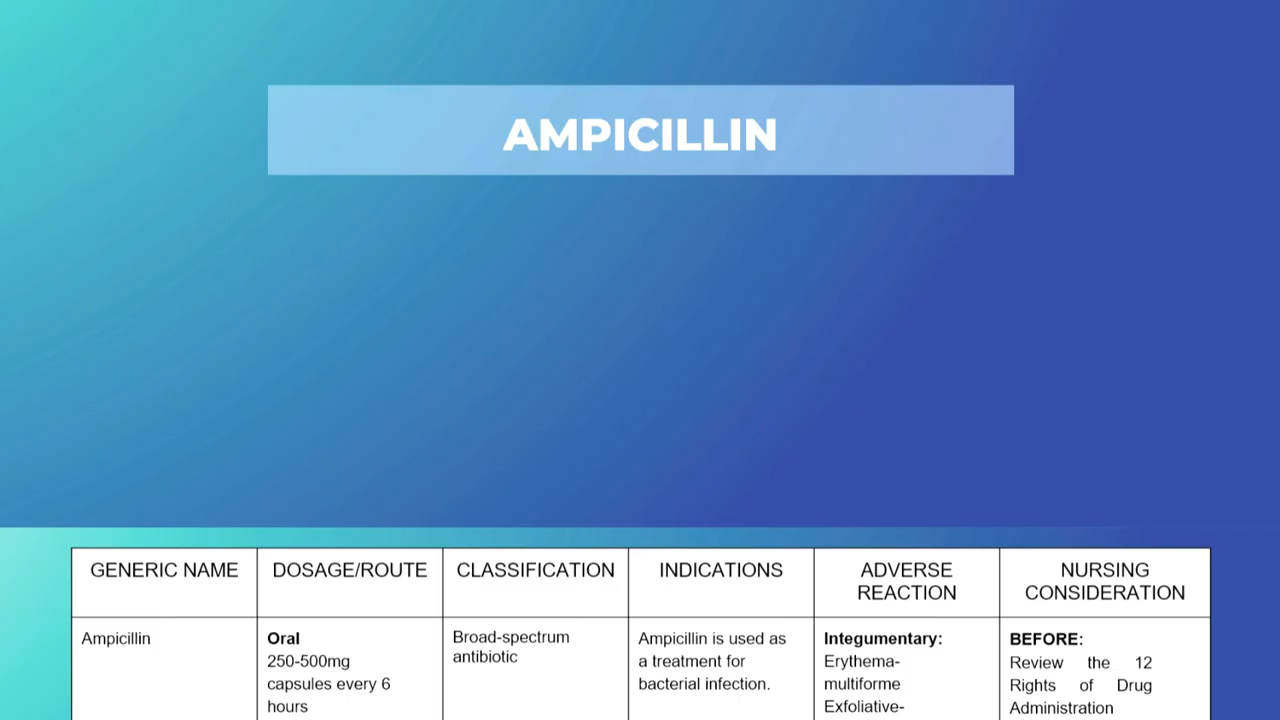 AMPICILLIN
GENERIC NAME
DOSAGE/ROUTE
CLASSIFICATION
INDICATIONS
ADVERSE
REACTION
NURSING
CONSIDERATION
Ampicillin
Oral
250-500mg
capsules every 6
hours
Broad-spectrum
antibiotic
Ampicillin is used as
a treatment for
bacterial infection.
Integumentary:
Erythema-
multiforme
Exfoliative-
BEFORE:
Review the 12
Rights of Drug
Administration